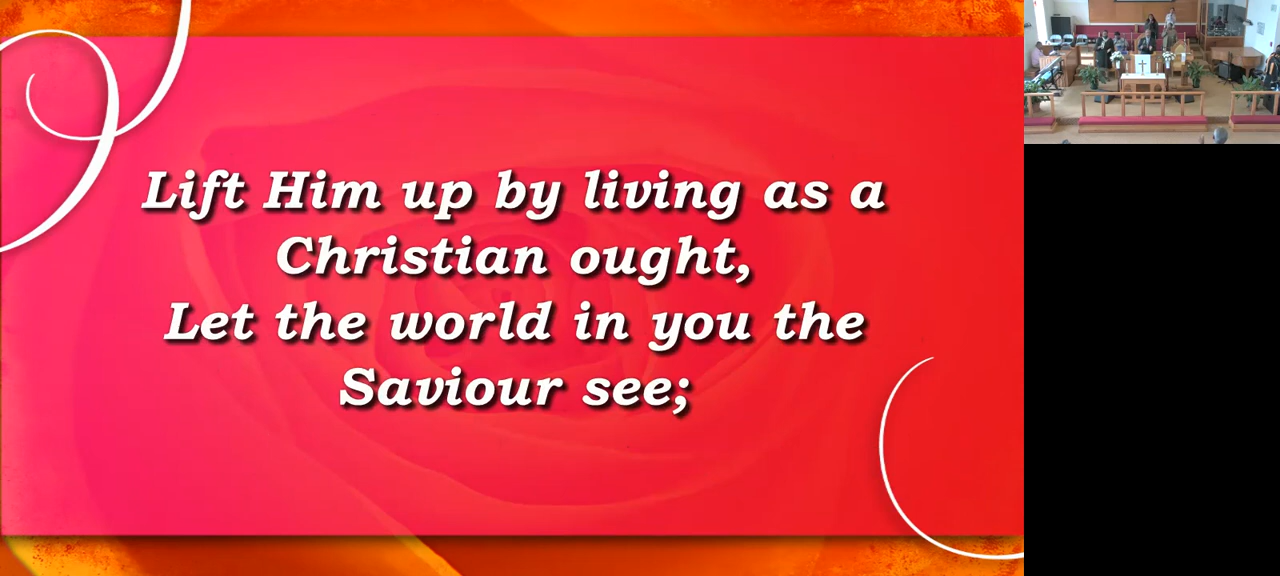 Lift Him up by living as a
Christian ought,
Let the world in you the
Saviour see;